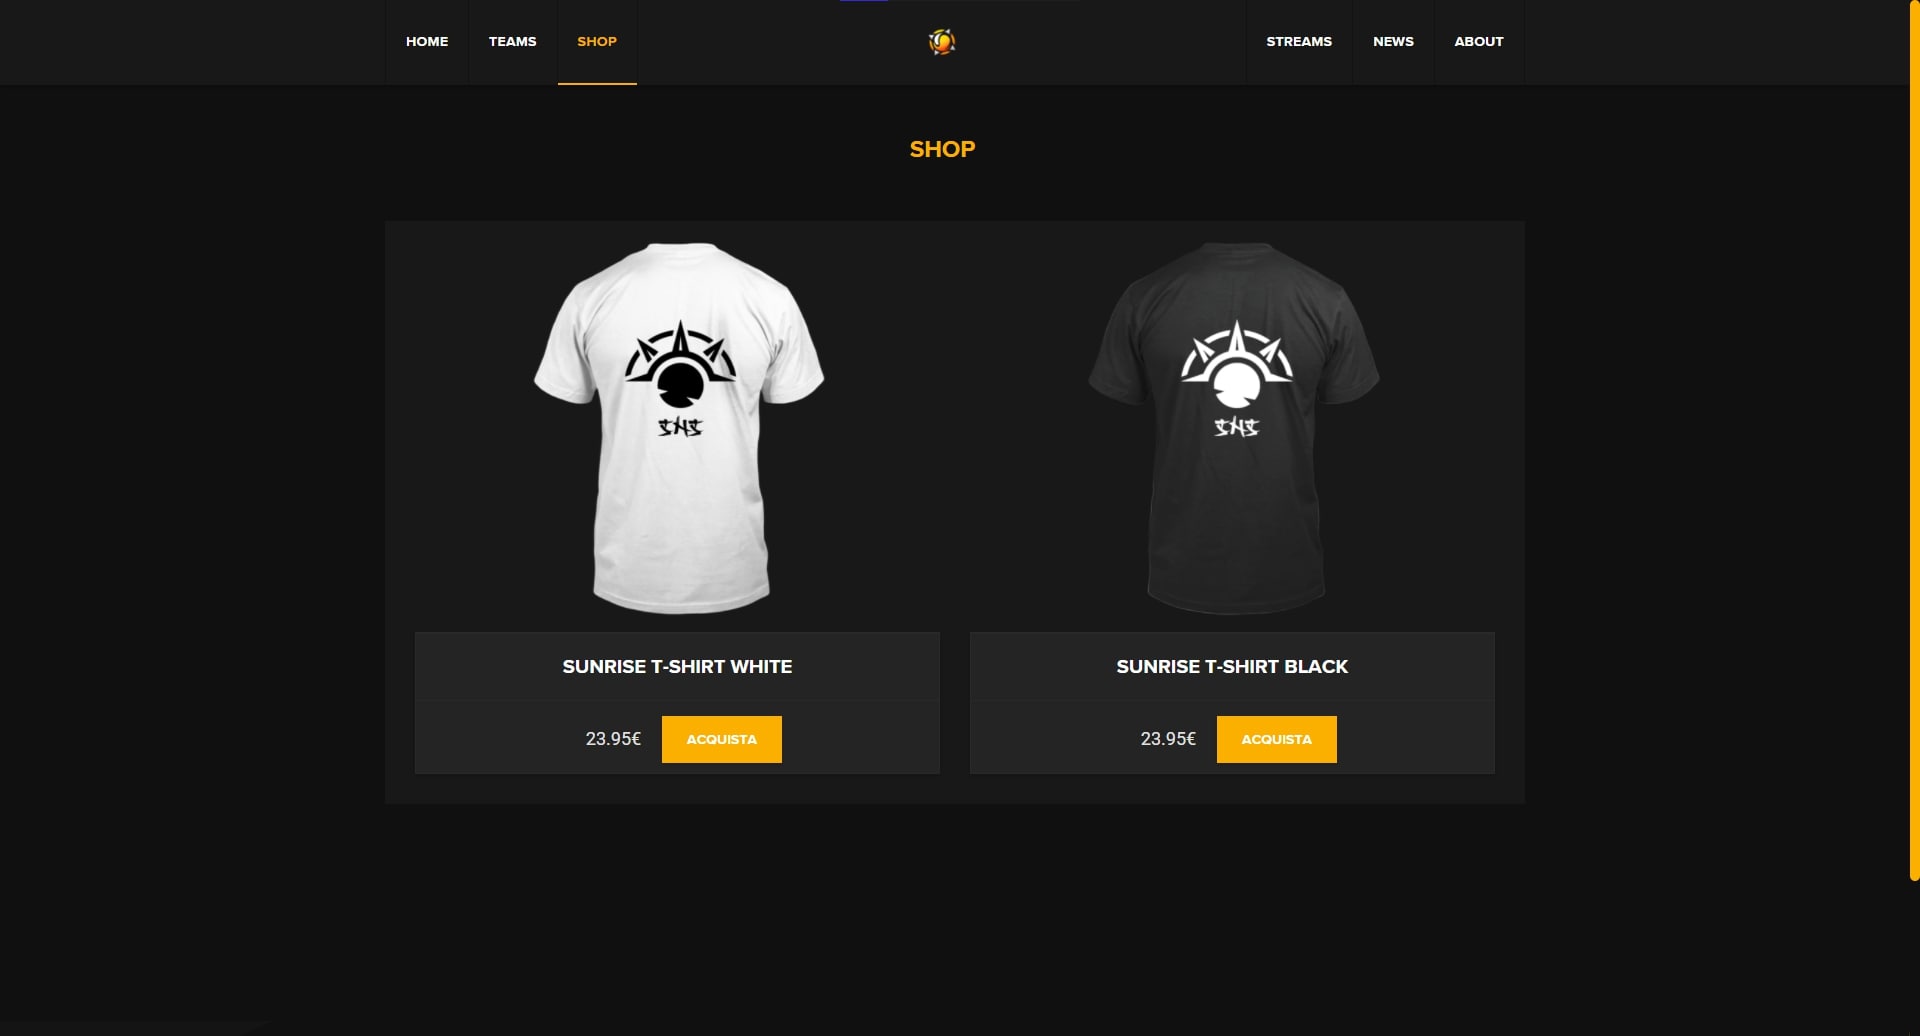 HOME TEAMS SHOP STREAMS NEWS ABOUT
SHOP
SNS SNS
SUNRISE T-SHIRT WHITE
23.95€ ACQUISTA
SUNRISE T-SHIRT BLACK
23.95€ ACQUISTA